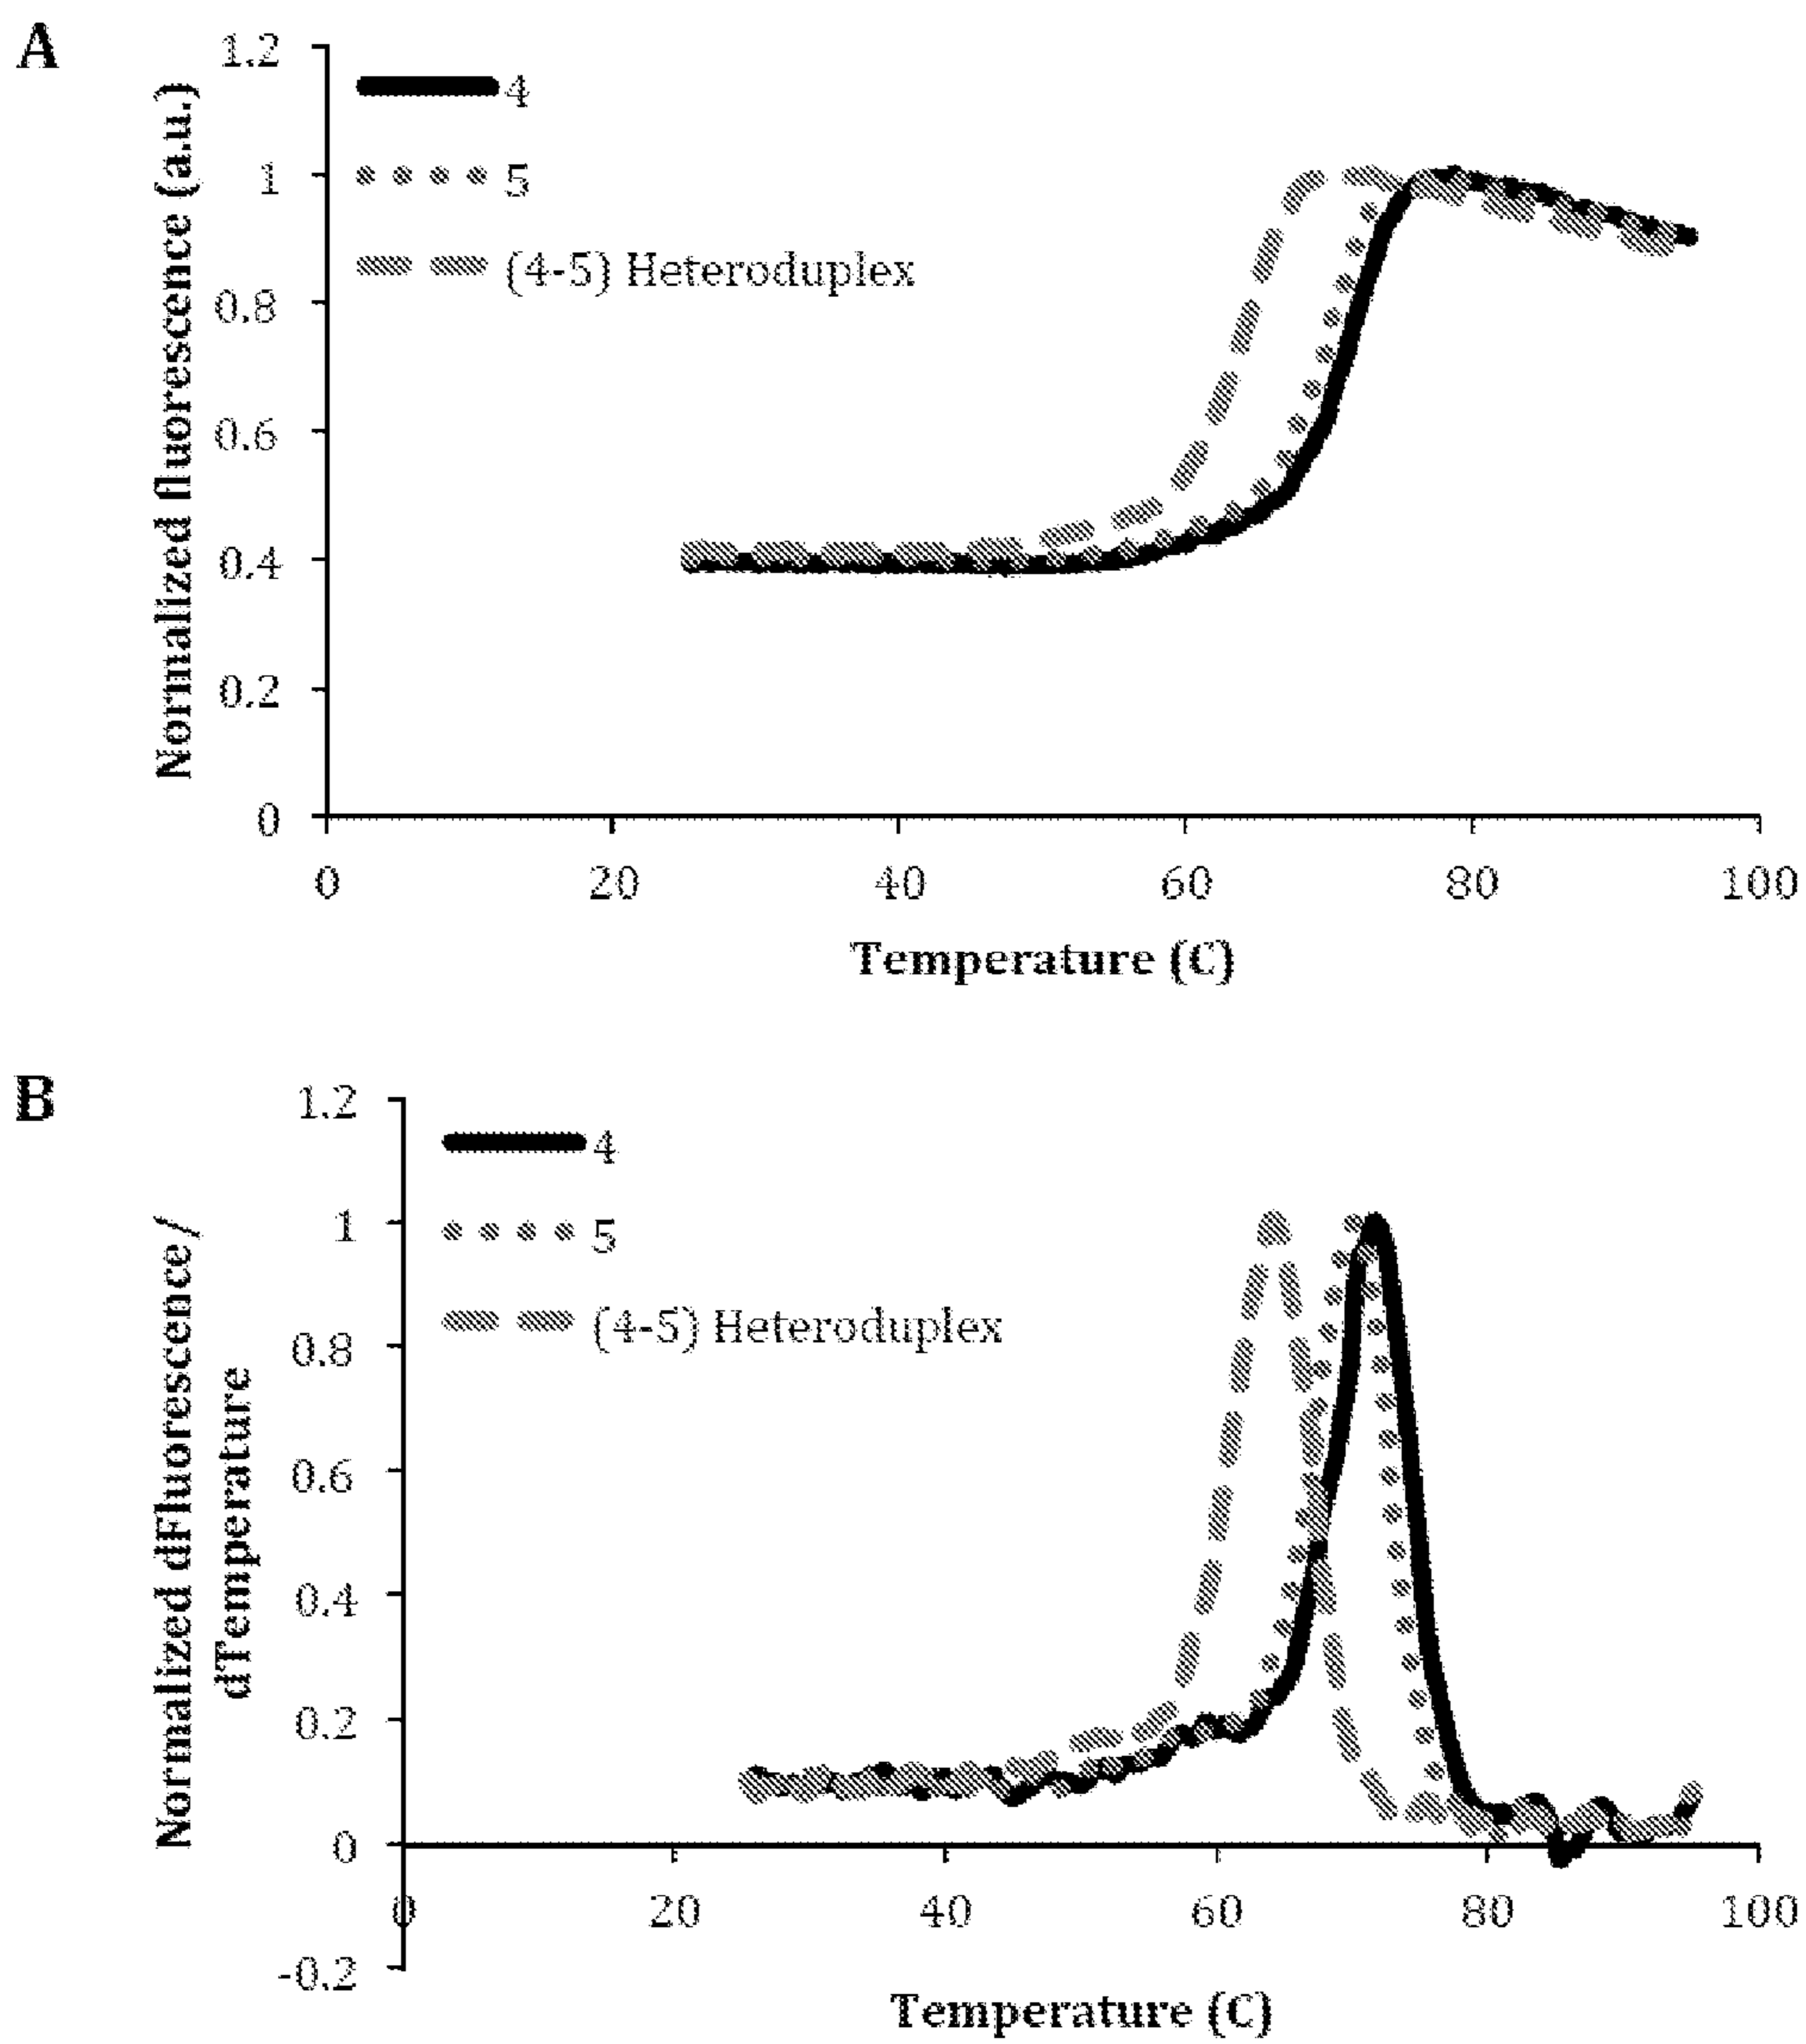 A
Normalized fluorescence (a.u.)
1.2
1
0.8
0.6
0.4
0.2
0
4
5
(4-5) Heteroduplex
0 20 40 60 80 100
Temperature (C)
B
Normalized dFluorescence/
dTemperature
1.2
1
0.8
0.6
0.4
0.2
0
-0.2
4
5
(4-5) Heteroduplex
0 20 40 60 80 100
Temperature (C)